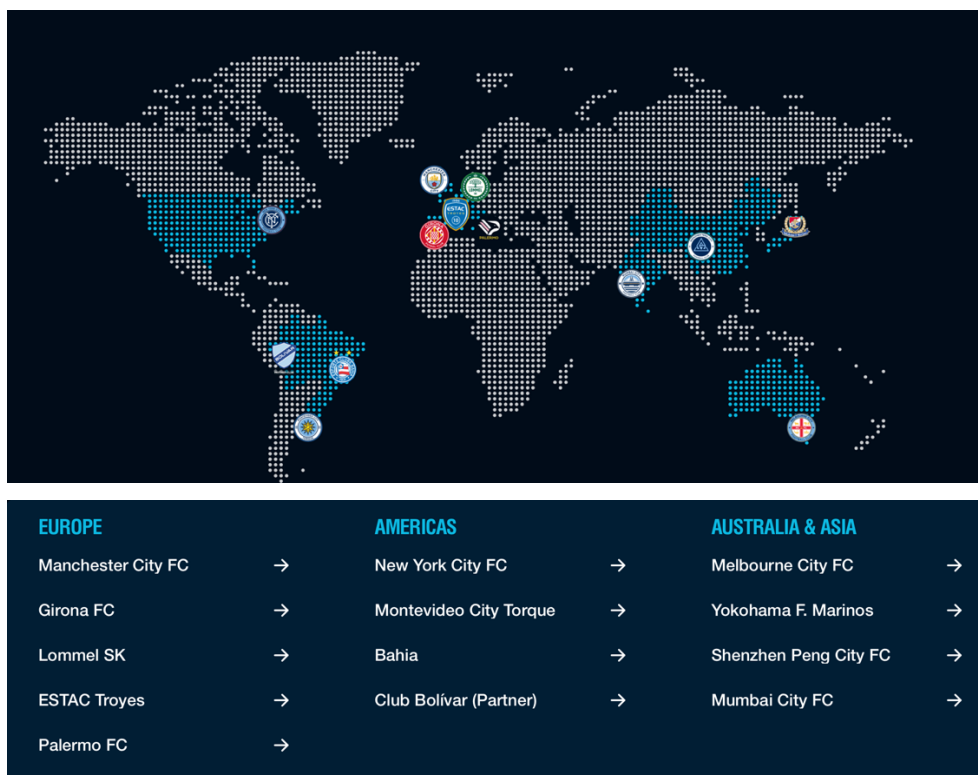 ESTAC
PALERMO
EUROPE
Manchester City FC
Girona FC
Lommel SK
ESTAC Troyes
Palermo FC
AMERICAS
New York City FC
Montevideo City Torque
Bahia
Club Bolívar (Partner)
AUSTRALIA & ASIA
Melbourne City FC
Yokohama F. Marinos
Shenzhen Peng City FC
Mumbai City FC